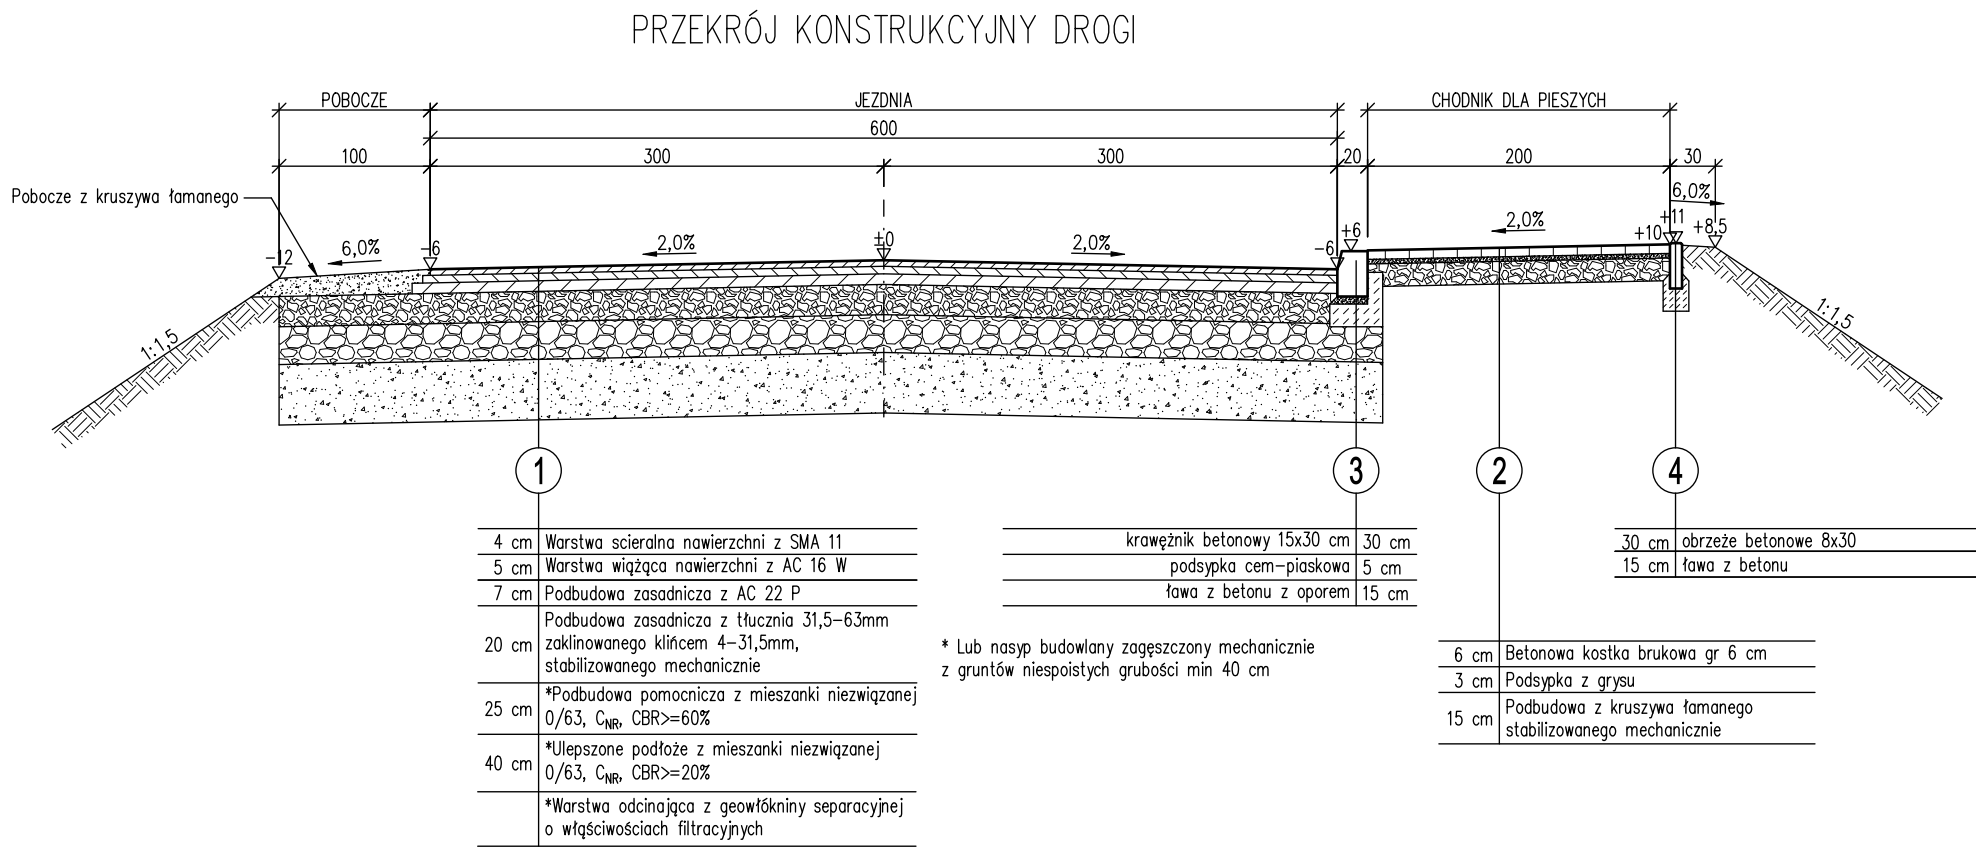 PRZEKRÓJ KONSTRUKCYJNY DROGI
POBOCZE
JEZDNIA
CHODNIK DLA PIESZYCH
600
100
300
300
20
200
30
Pobocze z kruszywa łamanego
6,0%
-12
6,0%
-6
2,0%
±0
2,0%
-6
+6
2,0%
+10
+11
+8,5
1:1,5
1:1,5
1
3
2
4
4 cm Warstwa scieralna nawierzchni z SMA 11
5 cm Warstwa wiążąca nawierzchni z AC 16 W
7 cm Podbudowa zasadnicza z AC 22 P
20 cm Podbudowa zasadnicza z tłucznia 31,5-63mm
zaklinowanego klińcem 4-31,5mm,
stabilizowanego mechanicznie
25 cm *Podbudowa pomocnicza z mieszanki niezwiązanej
0/63, CNR, CBR>=60%
40 cm *Ulepszone podłoże z mieszanki niezwiązanej
0/63, CNR, CBR>=20%
*Warstwa odcinająca z geowłókniny separacyjnej
o włąściwościach filtracyjnych
krawężnik betonowy 15x30 cm 30 cm
podsypka cem-piaskowa 5 cm
ława z betonu z oporem 15 cm
* Lub nasyp budowlany zagęszczony mechanicznie
z gruntów niespoistych grubości min 40 cm
30 cm obrzeże betonowe 8x30
15 cm ława z betonu
6 cm Betonowa kostka brukowa gr 6 cm
3 cm Podsypka z grysu
15 cm Podbudowa z kruszywa łamanego
stabilizowanego mechanicznie